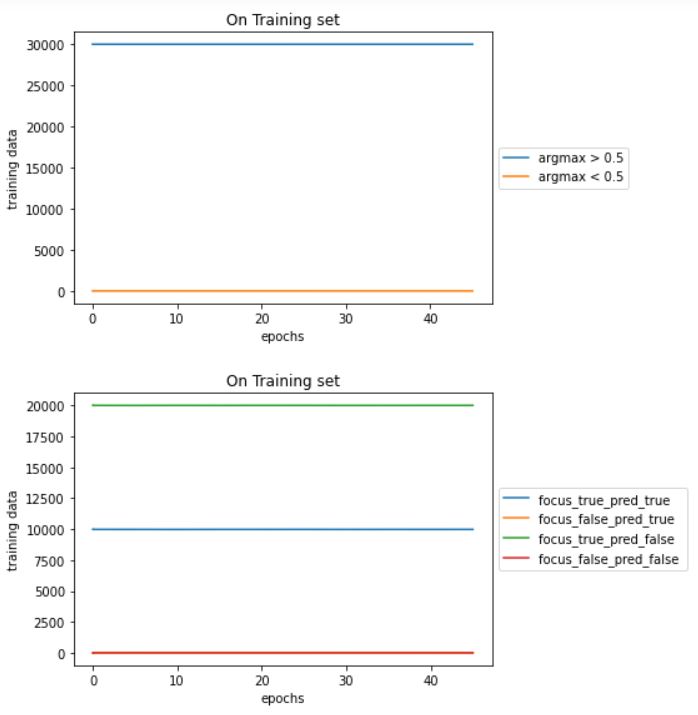 On Training set
30000
25000
20000
15000
10000
5000
0
training data
0 10 20 30 40
epochs
argmax > 0.5
argmax < 0.5
On Training set
20000
17500
15000
12500
10000
7500
5000
2500
0
training data
0 10 20 30 40
epochs
focus_true_pred_true
focus_false_pred_true
focus_true_pred_false
focus_false_pred_false